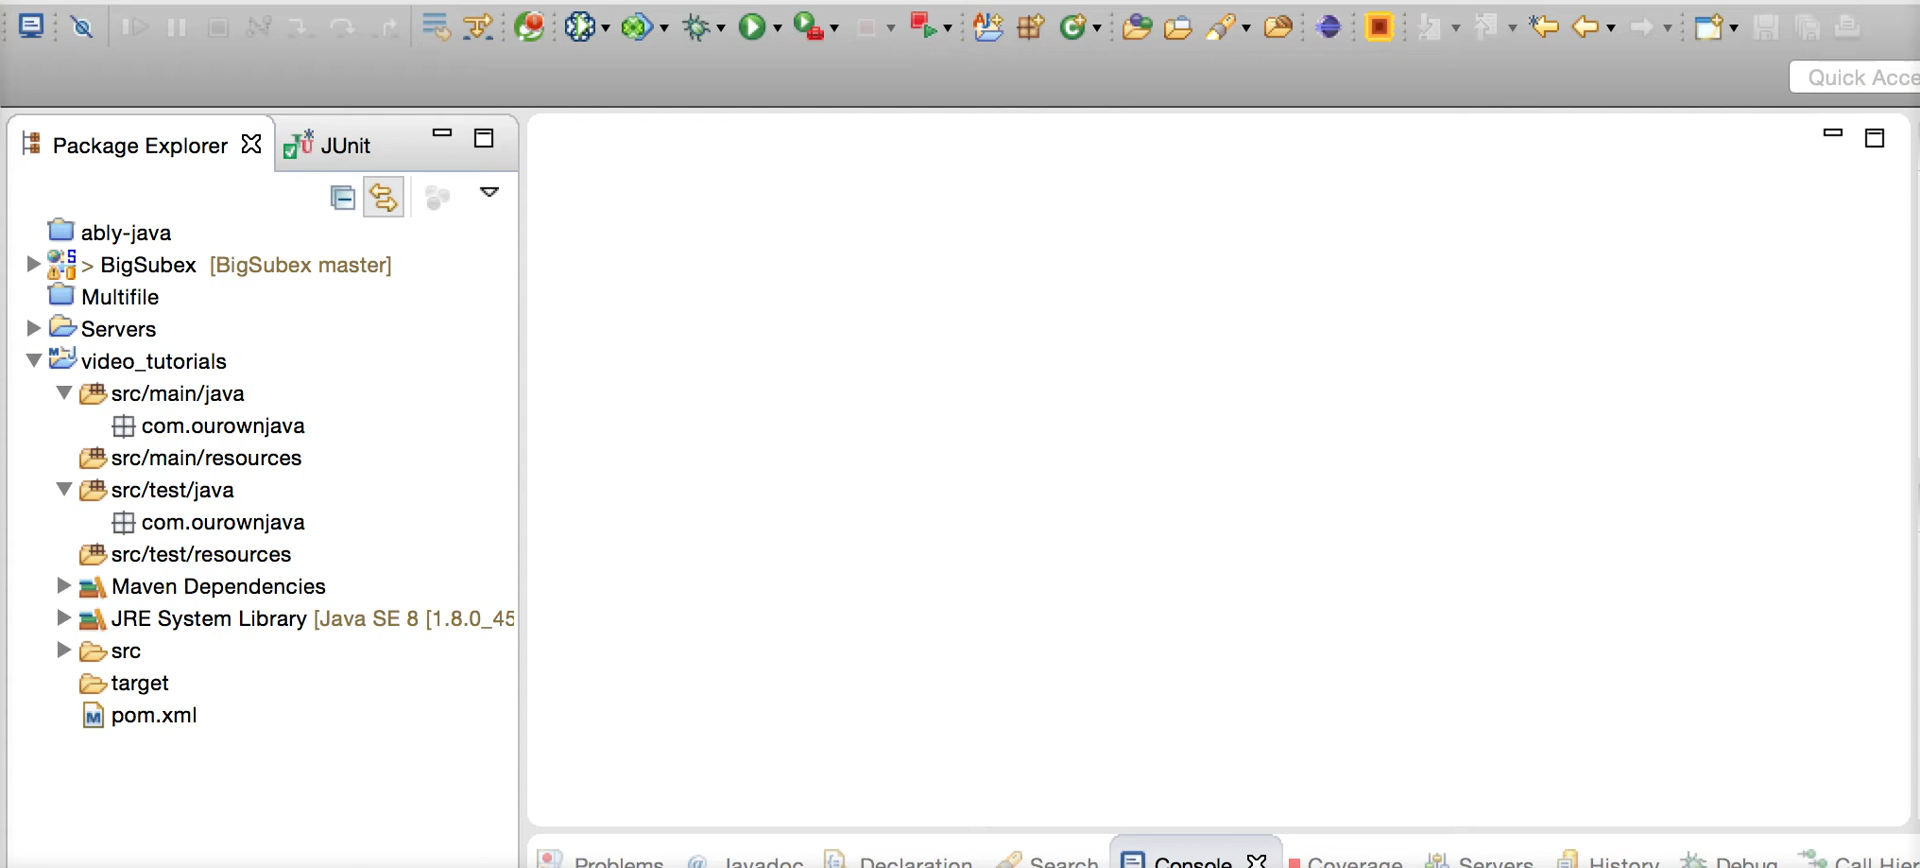 Quick Acce
Package Explorer
JUnit
ably-java
> BigSubex [BigSubex master]
Multifile
Servers
video_tutorials
src/main/java
com.ourownjava
src/main/resources
src/test/java
com.ourownjava
src/test/resources
Maven Dependencies
JRE System Library [Java SE 8 [1.8.0_45
src
target
pom.xml
Problems @ Javadoc Declaration Search Console Coverage Servers History Debug Call Hier